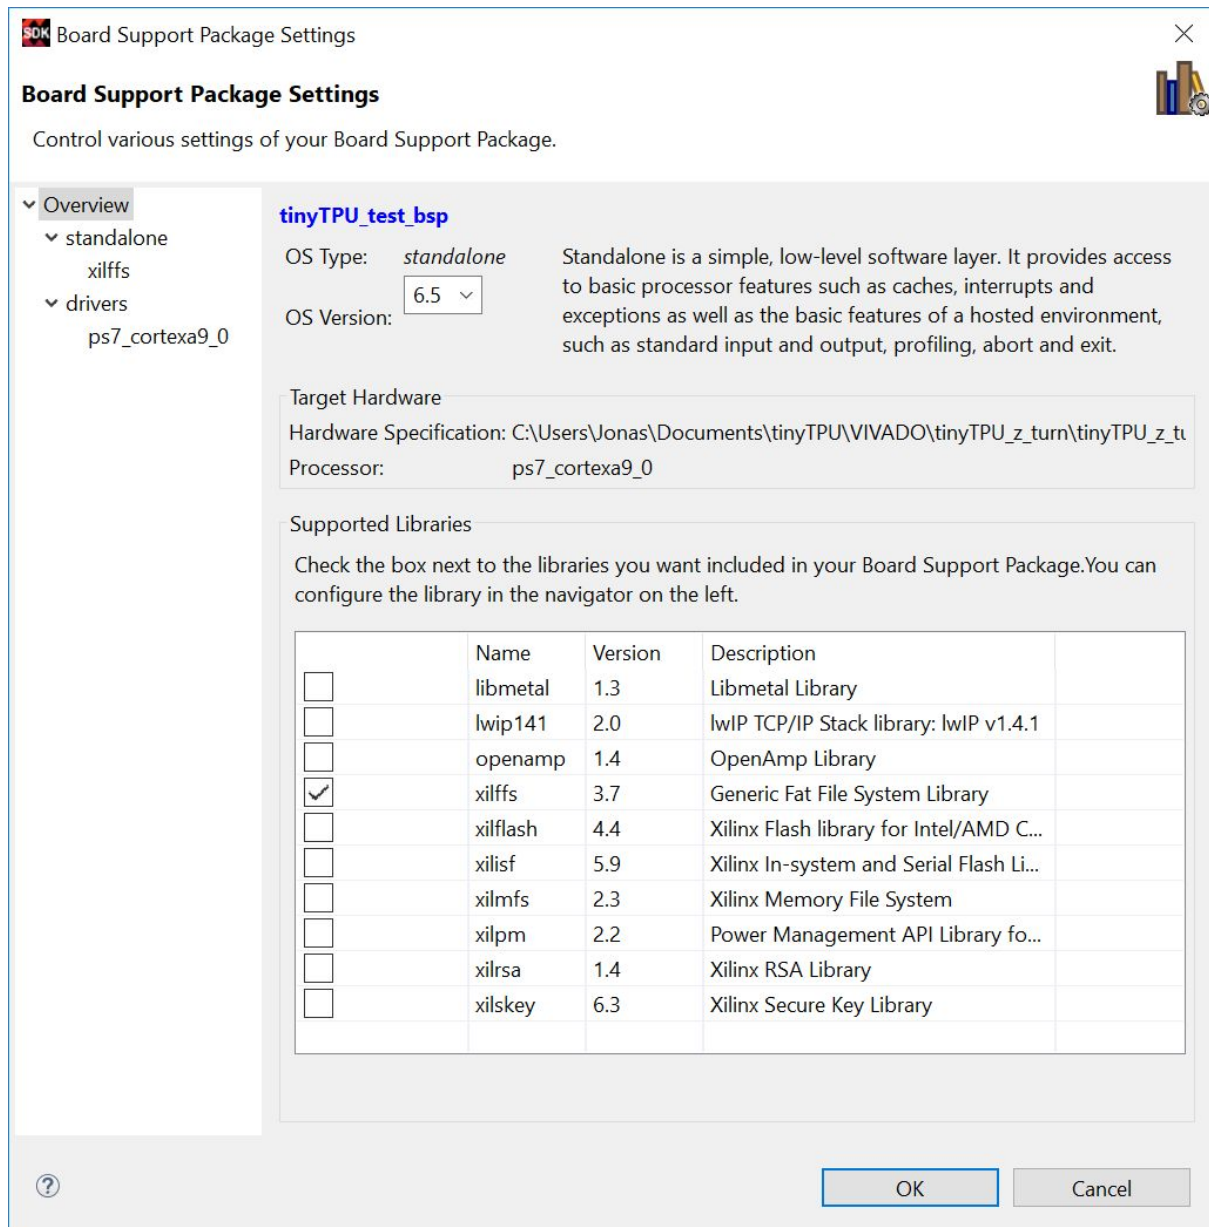 SDK Board Support Package Settings
Board Support Package Settings
Control various settings of your Board Support Package.
Overview
standalone
xilffs
drivers
ps7_cortexa9_0
tinyTPU_test_bsp
OS Type: standalone
OS Version: 6.5
Standalone is a simple, low-level software layer. It provides access
to basic processor features such as caches, interrupts and
exceptions as well as the basic features of a hosted environment,
such as standard input and output, profiling, abort and exit.
Target Hardware
Hardware Specification: C:\Users\Jonas\Documents\tinyTPU\VIVADO\tinyTPU_z_turn\tinyTPU_z_tu
Processor: ps7_cortexa9_0
Supported Libraries
Check the box next to the libraries you want included in your Board Support Package.You can
configure the library in the navigator on the left.
Name Version Description
libmetal 1.3 Libmetal Library
lwip141 2.0 lwIP TCP/IP Stack library: lwIP v1.4.1
openamp 1.4 OpenAmp Library
xilffs 3.7 Generic Fat File System Library
xilflash 4.4 Xilinx Flash library for Intel/AMD C...
xilisf 5.9 Xilinx In-system and Serial Flash Li...
xilmfs 2.3 Xilinx Memory File System
xilpm 2.2 Power Management API Library fo...
xilrsa 1.4 Xilinx RSA Library
xilskey 6.3 Xilinx Secure Key Library
?
OK Cancel